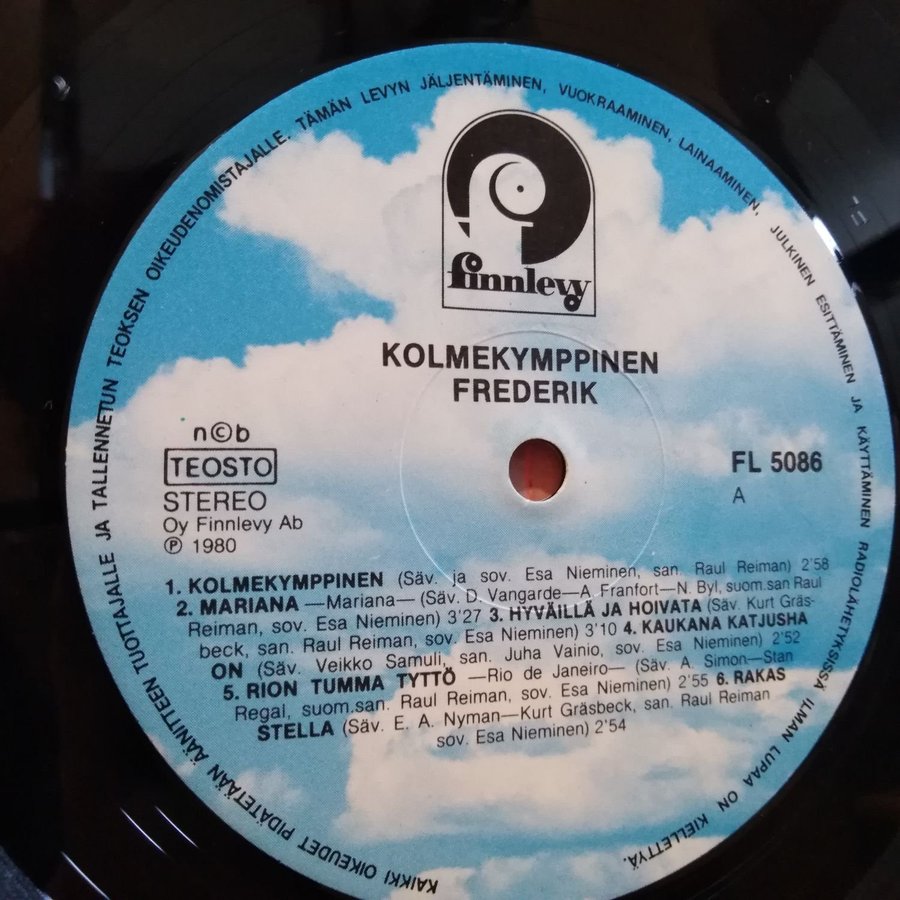 KAIKKI OIKEUDET PIDÄTETÄÄN ÄÄNITTEEN TUOTTAJALLE JA TALLENNETUN TEOKSEN OIKEUDENOMISTAJALLE. TÄMÄN LEVYN JÄLJENTÄMINEN, VUOKRAAMINEN, LAINAAMINEN, JULKINEN ESITTÄMINEN JA KÄYTTÄMINEN RADIOLÄHETYKSISSÄ ILMAN LUPAA ON KIELLETTYÄ.
finnlevy
KOLMEKYMPPINEN
FREDERIK
n©b
TEOSTO
STEREO
Oy Finnlevy Ab
℗ 1980
FL 5086
A
1. KOLMEKYMPPINEN (Säv. ja sov. Esa Nieminen, san. Raul Reiman) 2'58
2. MARIANA —Mariana— (Säv. D. Vangarde—A. Franfort—N. Byl, suom.san Raul
Reiman, sov. Esa Nieminen) 3'27 3. HYVÄILLÄ JA HOIVATA (Säv. Kurt Gräs-
beck, san. Raul Reiman, sov. Esa Nieminen) 3'10 4. KAUKANA KATJUSHA
ON (Säv. Veikko Samuli, san. Juha Vainio, sov. Esa Nieminen) 2'52
5. RION TUMMA TYTTÖ —Rio de Janeiro— (Säv. A. Simon—Stan
Regal, suom.san. Raul Reiman, sov. Esa Nieminen) 2'55 6. RAKAS
STELLA (Säv. E. A. Nyman—Kurt Gräsbeck, san. Raul Reiman
sov. Esa Nieminen) 2'54